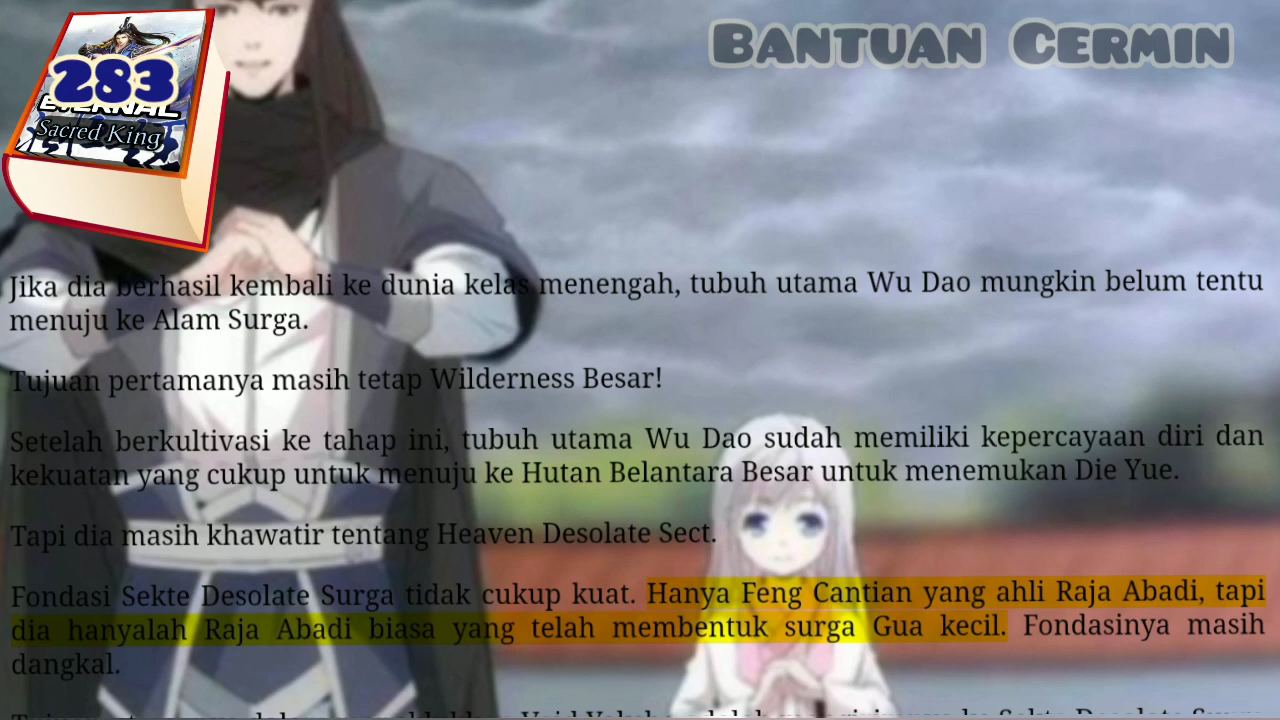 BANTUAN CERMIN
283
ETERNAL
Sacred King
Jika dia berhasil kembali ke dunia kelas menengah, tubuh utama Wu Dao mungkin belum tentu
menuju ke Alam Surga.
Tujuan pertamanya masih tetap Wilderness Besar!
Setelah berkultivasi ke tahap ini, tubuh utama Wu Dao sudah memiliki kepercayaan diri dan
kekuatan yang cukup untuk menuju ke Hutan Belantara Besar untuk menemukan Die Yue.
Tapi dia masih khawatir tentang Heaven Desolate Sect.
Fondasi Sekte Desolate Surga tidak cukup kuat. Hanya Feng Cantian yang ahli Raja Abadi, tapi
dia hanyalah Raja Abadi biasa yang telah membentuk surga Gua kecil. Fondasinya masih
dangkal.